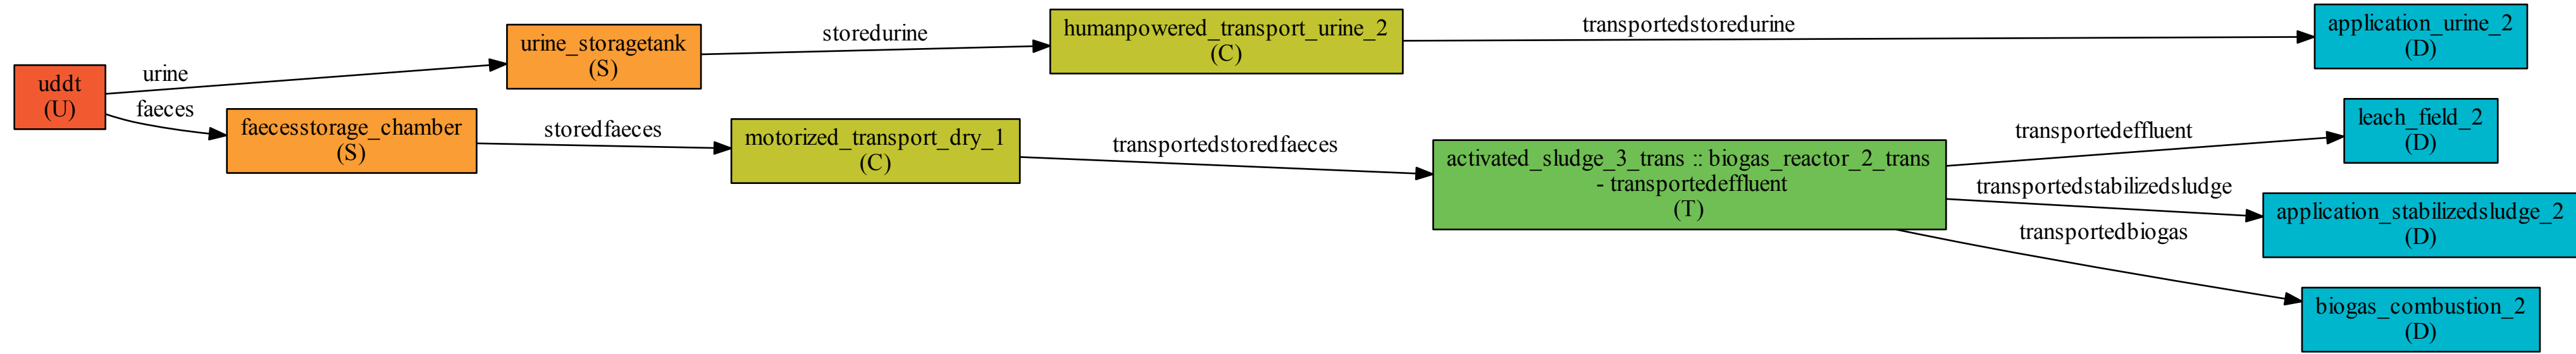 uddt
(U)
urine
faeces
urine_storagetank
(S)
faecesstorage_chamber
(S)
storedurine
storedfaeces
humanpowered_transport_urine_2
(C)
motorized_transport_dry_1
(C)
transportedstoredurine
transportedstoredfaeces
activated_sludge_3_trans :: biogas_reactor_2_trans
- transportedeffluent
(T)
transportedeffluent
transportedstabilizedsludge
transportedbiogas
application_urine_2
(D)
leach_field_2
(D)
application_stabilizedsludge_2
(D)
biogas_combustion_2
(D)